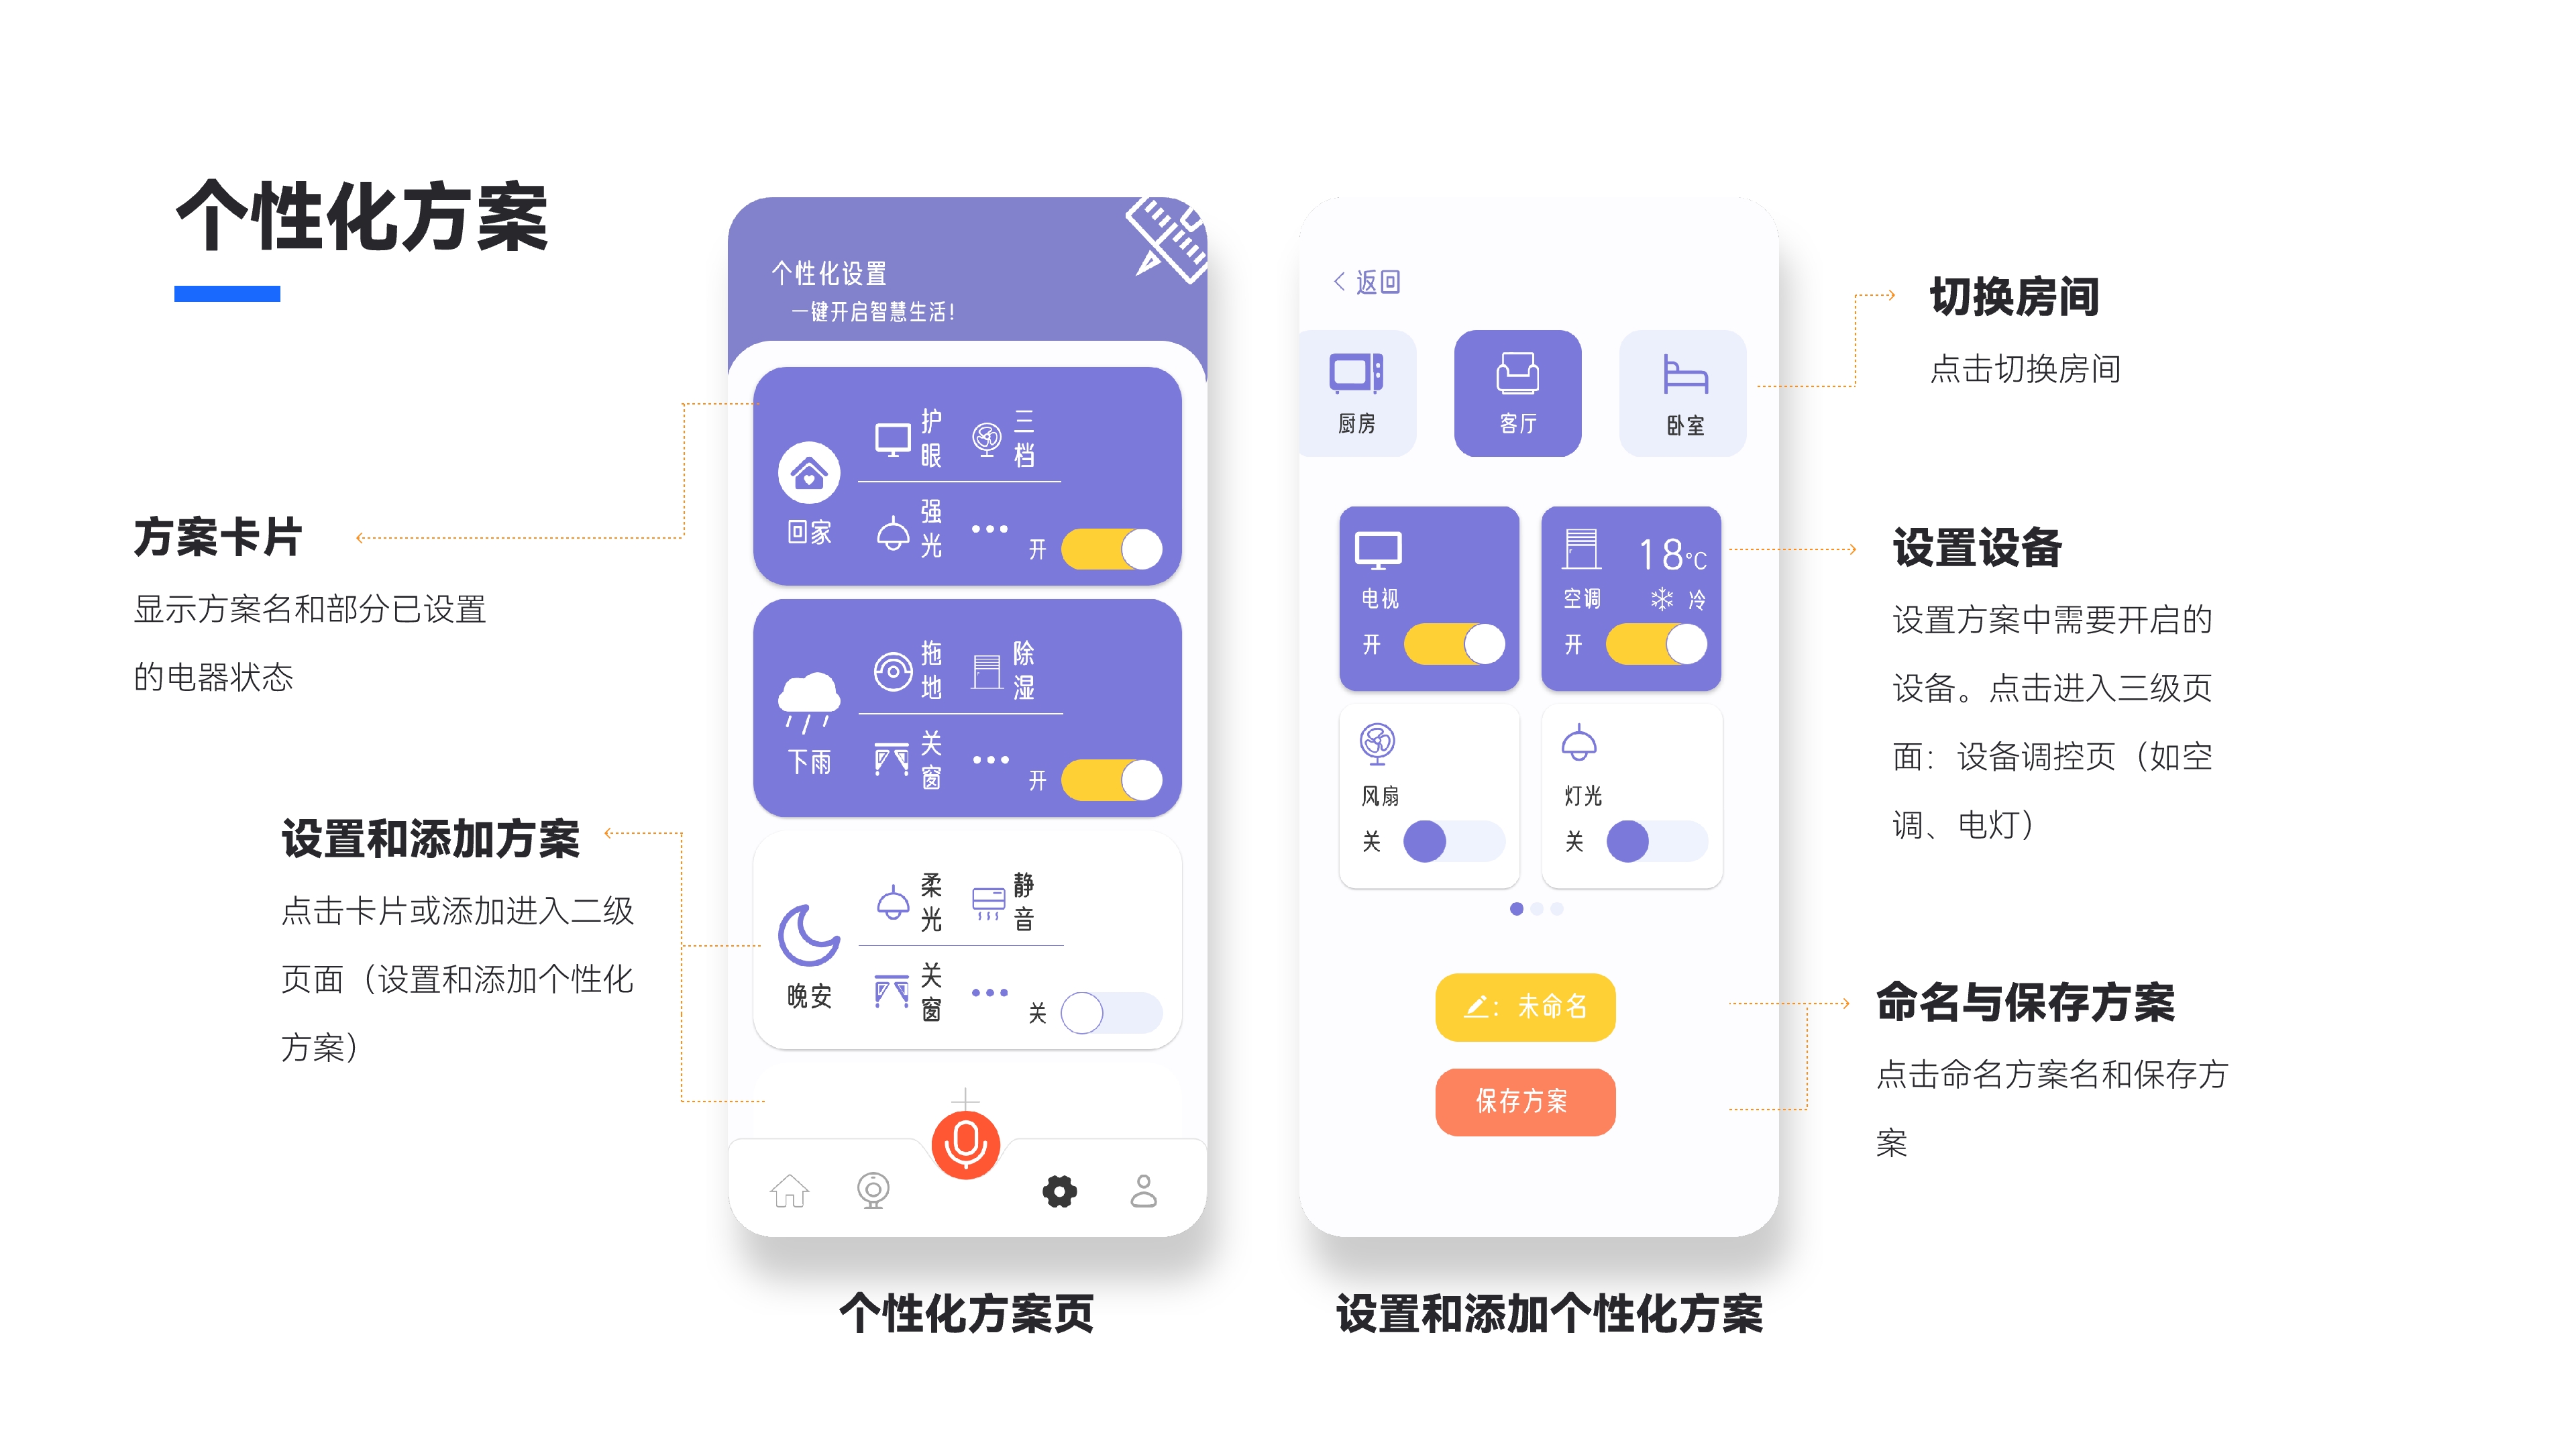 个性化方案
方案卡片
显示方案名和部分已设置
的电器状态
设置和添加方案
点击卡片或添加进入二级
页面（设置和添加个性化
方案）
个性化设置
一键开启智慧生活！
护
眼
三
档
强
光
回家
开
拖
地
除
湿
关
窗
下雨
开
柔
光
静
音
关
窗
晚安
关
个性化方案页
返回
厨房
客厅
卧室
电视
开
18°C
空调
冷
开
风扇
关
灯光
关
：未命名
保存方案
设置和添加个性化方案
切换房间
点击切换房间
设置设备
设置方案中需要开启的
设备。点击进入三级页
面：设备调控页（如空
调、电灯）
命名与保存方案
点击命名方案名和保存方
案